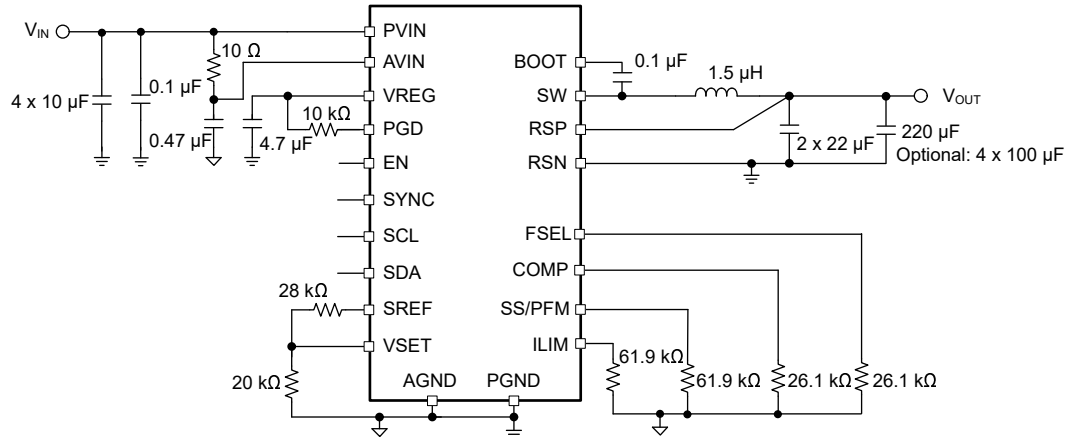 VIN
PVIN
10 Ω
AVIN
BOOT
0.1 µF
1.5 µH
4 x 10 µF
0.1 µF
VREG
SW
VOUT
10 kΩ
PGD
RSP
0.47 µF
4.7 µF
2 x 22 µF
220 µF
Optional: 4 x 100 µF
EN
RSN
SYNC
SCL
FSEL
SDA
COMP
28 kΩ
SREF
SS/PFM
VSET
ILIM
20 kΩ
AGND
PGND
61.9 kΩ
61.9 kΩ
26.1 kΩ
26.1 kΩ